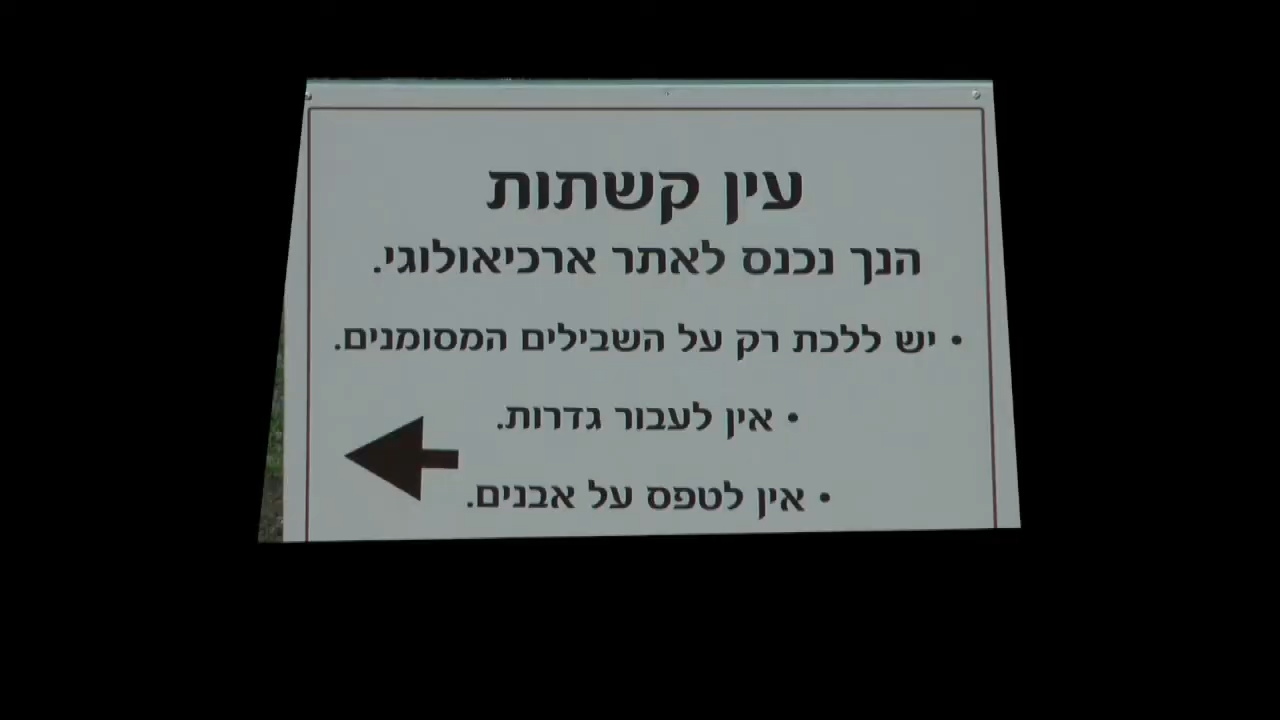 עין קשתות
הנך נכנס לאתר ארכיאולוגי.
• יש ללכת רק על השבילים המסומנים.
• אין לעבור גדרות.
• אין לטפס על אבנים.